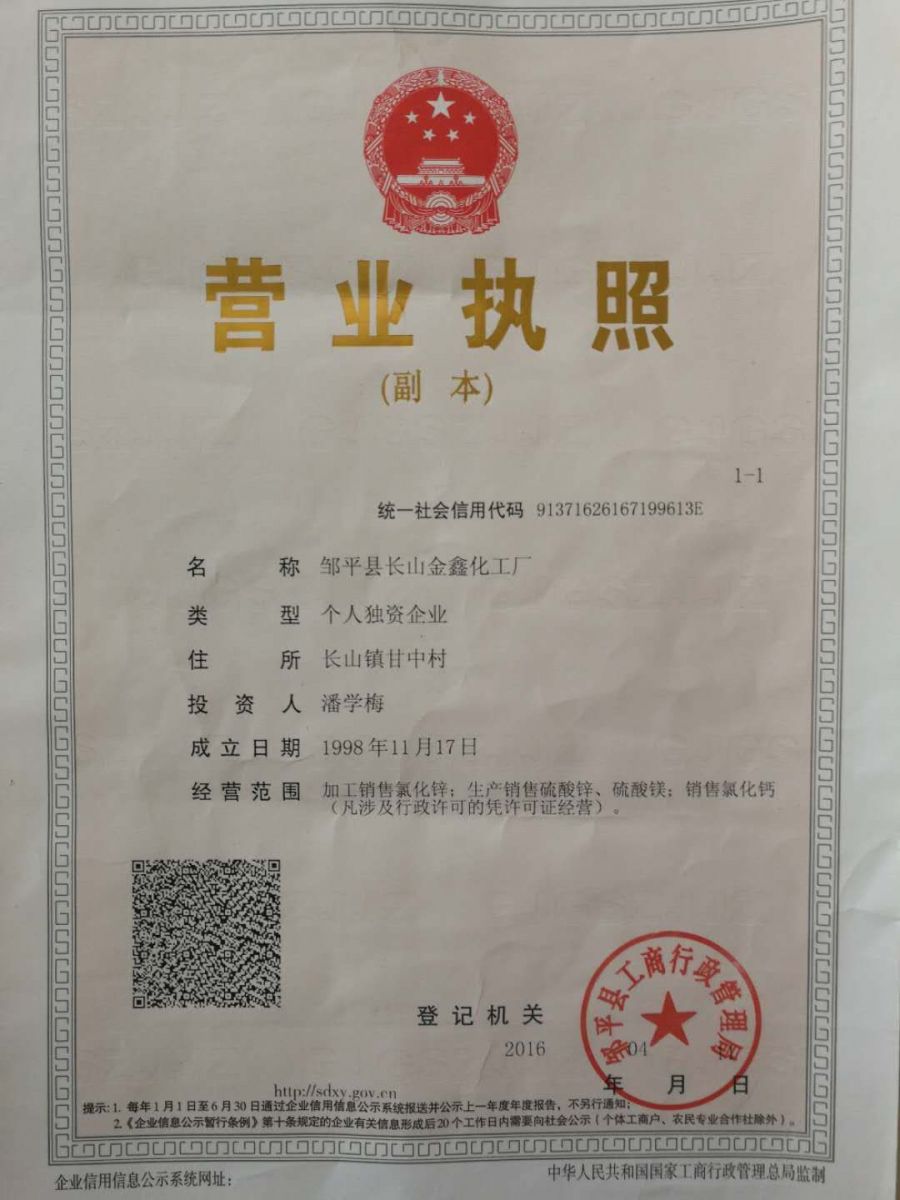 营业执照
(副 本)
1-1
统一社会信用代码 91371626167199613E
名 称 邹平县长山金鑫化工厂
类 型 个人独资企业
住 所 长山镇甘中村
投 资 人 潘学梅
成立日期 1998年11月17日
经营范围 加工销售氯化锌；生产销售硫酸锌、硫酸镁；销售氯化钙
（凡涉及行政许可的凭许可证经营）。
邹平县工商行政管理局
登记机关
2016 04
年 月 日
http://sdxy.gov.cn
提示：1. 每年1月1日至6月30日通过企业信用信息公示系统报送并公示上一年度年度报告，不另行通知；
2.《企业信息公示暂行条例》第十条规定的企业有关信息形成后20个工作日内需要向社会公示（个体工商户、农民专业合作社除外）。
企业信用信息公示系统网址：
中华人民共和国国家工商行政管理总局监制